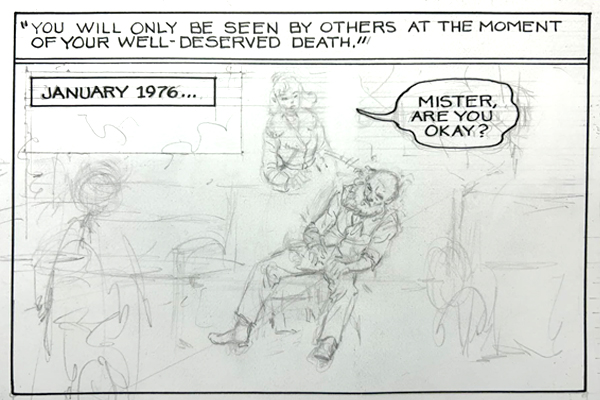 "YOU WILL ONLY BE SEEN BY OTHERS AT THE MOMENT
OF YOUR WELL-DESERVED DEATH."
JANUARY 1976...
MISTER,
ARE YOU
OKAY?